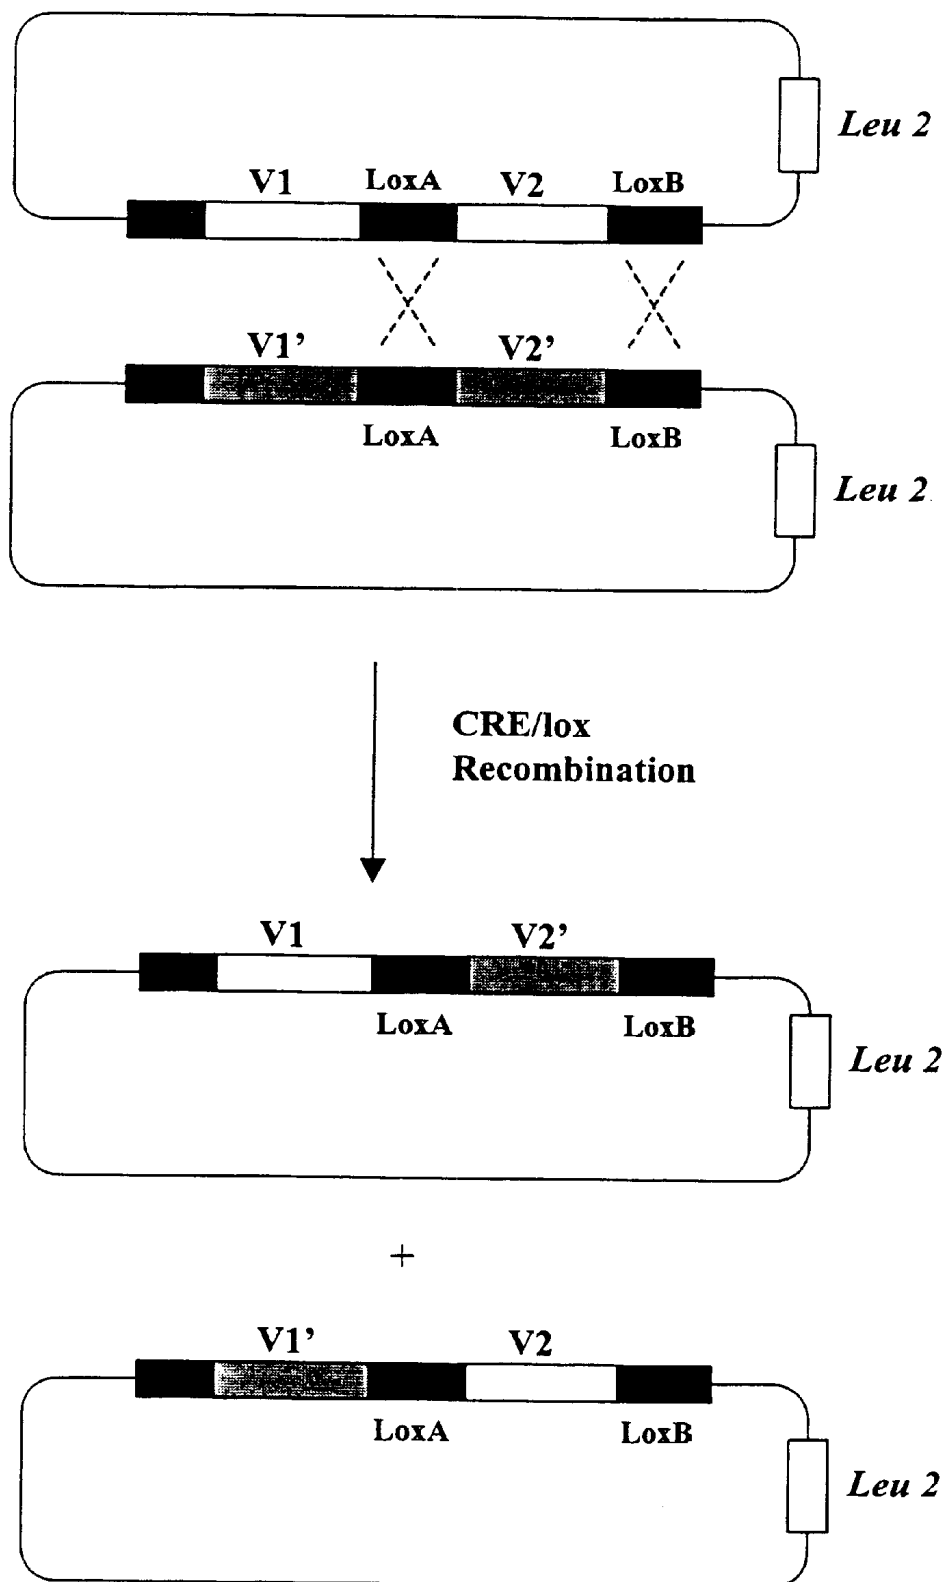 V1 LoxA V2 LoxB
Leu 2
V1’ V2’
LoxA LoxB
Leu 2
CRE/lox
Recombination
V1 V2’
LoxA LoxB
Leu 2
+
V1’ V2
LoxA LoxB
Leu 2